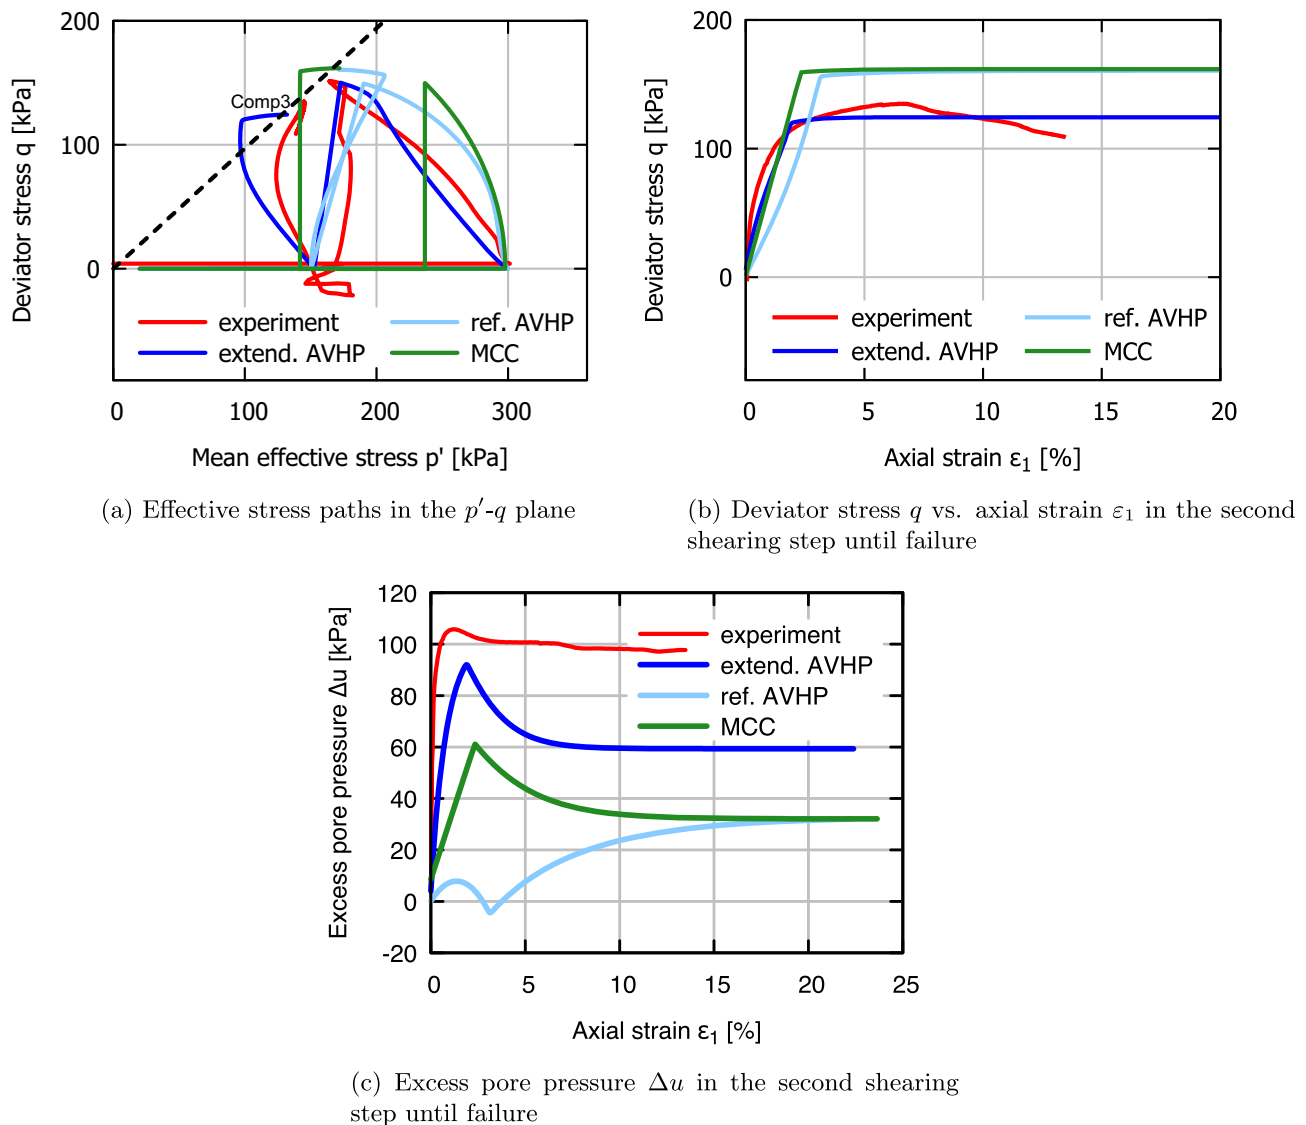 200
100
0
Deviator stress q [kPa]
Comp3
experiment
ref. AVHP
extend. AVHP
MCC
0
100
200
300
Mean effective stress p' [kPa]
(a) Effective stress paths in the p′-q plane
200
100
0
Deviator stress q [kPa]
experiment
ref. AVHP
extend. AVHP
MCC
0
5
10
15
20
Axial strain ε₁ [%]
(b) Deviator stress q vs. axial strain ε₁ in the second
shearing step until failure
120
100
80
60
40
20
0
-20
Excess pore pressure Δu [kPa]
experiment
extend. AVHP
ref. AVHP
MCC
0
5
10
15
20
25
Axial strain ε₁ [%]
(c) Excess pore pressure Δu in the second shearing
step until failure